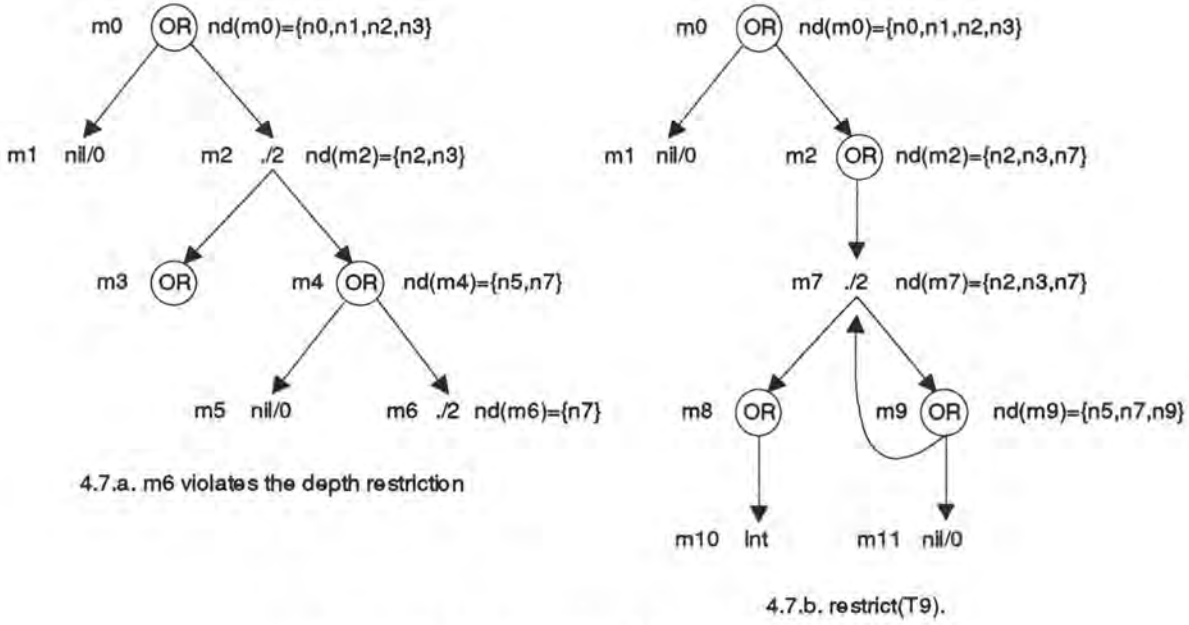 m0 OR nd(m0)={n0,n1,n2,n3}
m1 nil/0 m2 ./2 nd(m2)={n2,n3}
m3 OR m4 OR nd(m4)={n5,n7}
m5 nil/0 m6 ./2 nd(m6)={n7}
4.7.a. m6 violates the depth restriction
m0 OR nd(m0)={n0,n1,n2,n3}
m1 nil/0 m2 OR nd(m2)={n2,n3,n7}
m7 ./2 nd(m7)={n2,n3,n7}
m8 OR m9 OR nd(m9)={n5,n7,n9}
m10 Int m11 nil/0
4.7.b. restrict(T9).